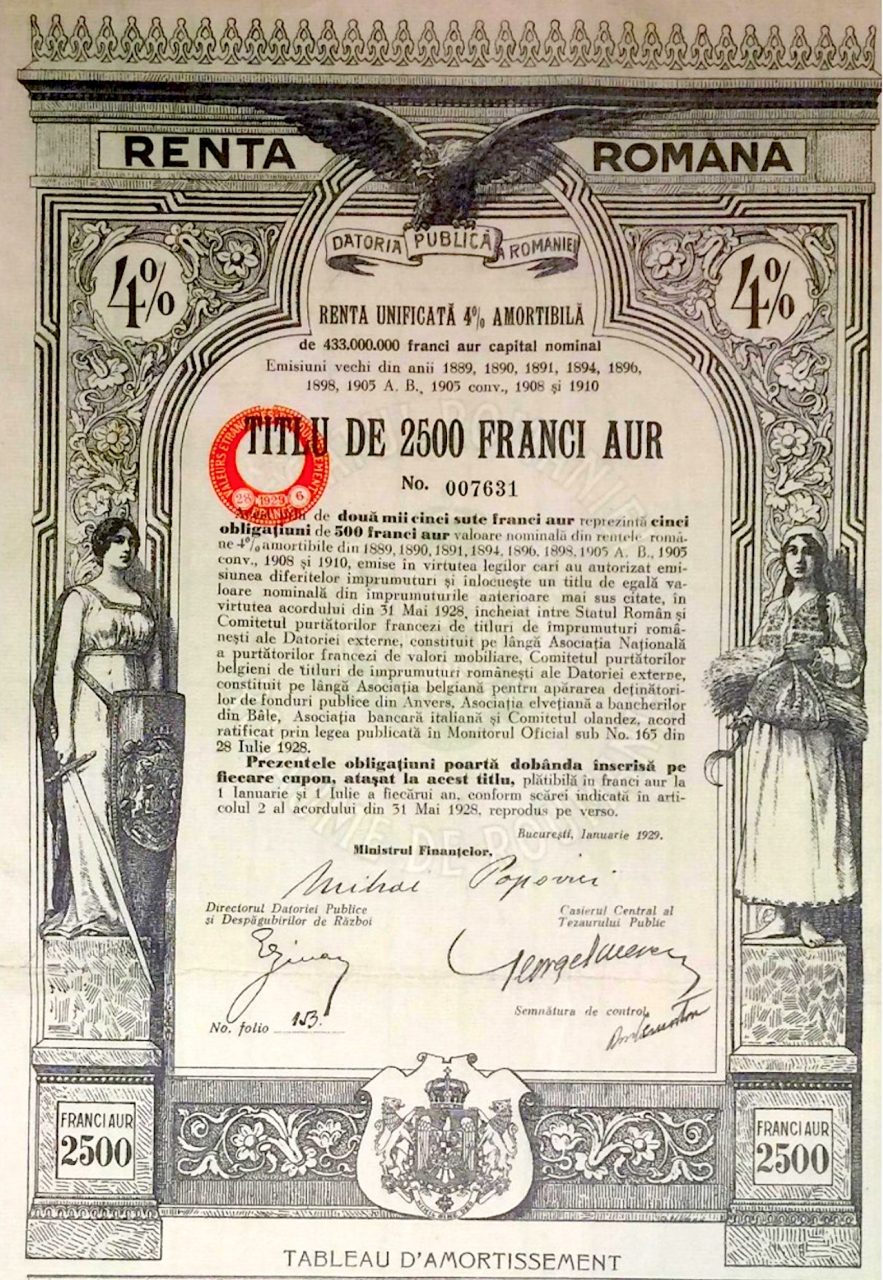 RENTA ROMÂNĂ
DATORIA PUBLICĂ A ROMANIEI
4% 4%
RENTA UNIFICATĂ 4% AMORTIBILĂ
de 433.000.000 franci aur capital nominal
Emisiuni vechi din anii 1889, 1890, 1891, 1894, 1896,
1898, 1905 A. B., 1905 conv., 1908 și 1910
TITLU DE 2500 FRANCI AUR
VALEURS ETRANGERES
28 1929 6
No. 007631
de două mii cinci sute franci aur reprezintă cinci
obligațiuni de 500 franci aur valoare nominală din rentele româ-
ne 4% amortibile din 1889, 1890, 1891, 1894, 1896, 1898, 1905 A. B., 1905
conv., 1908 și 1910, emise în virtutea legilor cari au autorizat emi-
siunea diferitelor împrumuturi și înlocuește un titlu de egală va-
loare nominală din împrumuturile anterioare mai sus citate, în
virtutea acordului din 31 Mai 1928, încheiat între Statul Român și
Comitetul purtătorilor francezi de titluri de împrumuturi româ-
nești ale Datoriei externe, constituit pe lângă Asociația Națională
a purtătorilor francezi de valori mobiliare, Comitetul purtătorilor
belgieni de titluri de împrumuturi românești ale Datoriei externe,
constituit pe lângă Asociația belgiană pentru apărarea deținători-
lor de fonduri publice din Anvers, Asociația elvețiană a bancherilor
din Bâle, Asociația bancară italiană și Comitetul olandez, acord
ratificat prin legea publicată în Monitorul Oficial sub No. 165 din
28 Iulie 1928.
Prezentele obligațiuni poartă dobânda înscrisă pe
fiecare cupon, atașat la acest titlu, plătibilă în franci aur la
1 Ianuarie și 1 Iulie a fiecărui an, conform scărei indicată în arti-
colul 2 al acordului din 31 Mai 1928, reprodus pe verso.
București, Ianuarie 1929.
Ministrul Finanțelor,
Mihai Popovici
Directorul Datoriei Publice
și Despăgubirilor de Război
Casierul Central al
Tezaurului Public
Semnătura de control,
No. folio 153.
FRANCI AUR
2500
FRANCI AUR
2500
TABLEAU D'AMORTISSEMENT